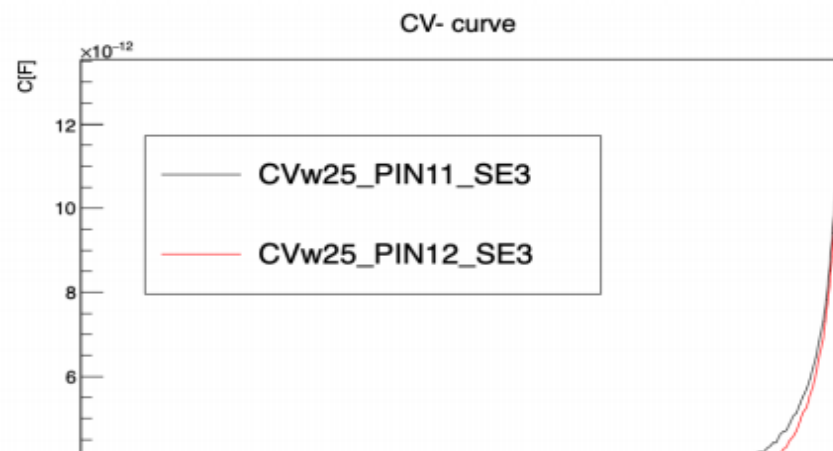 CV- curve
×10⁻¹²
C[F]
12
CVw25_PIN11_SE3
10
CVw25_PIN12_SE3
8
6